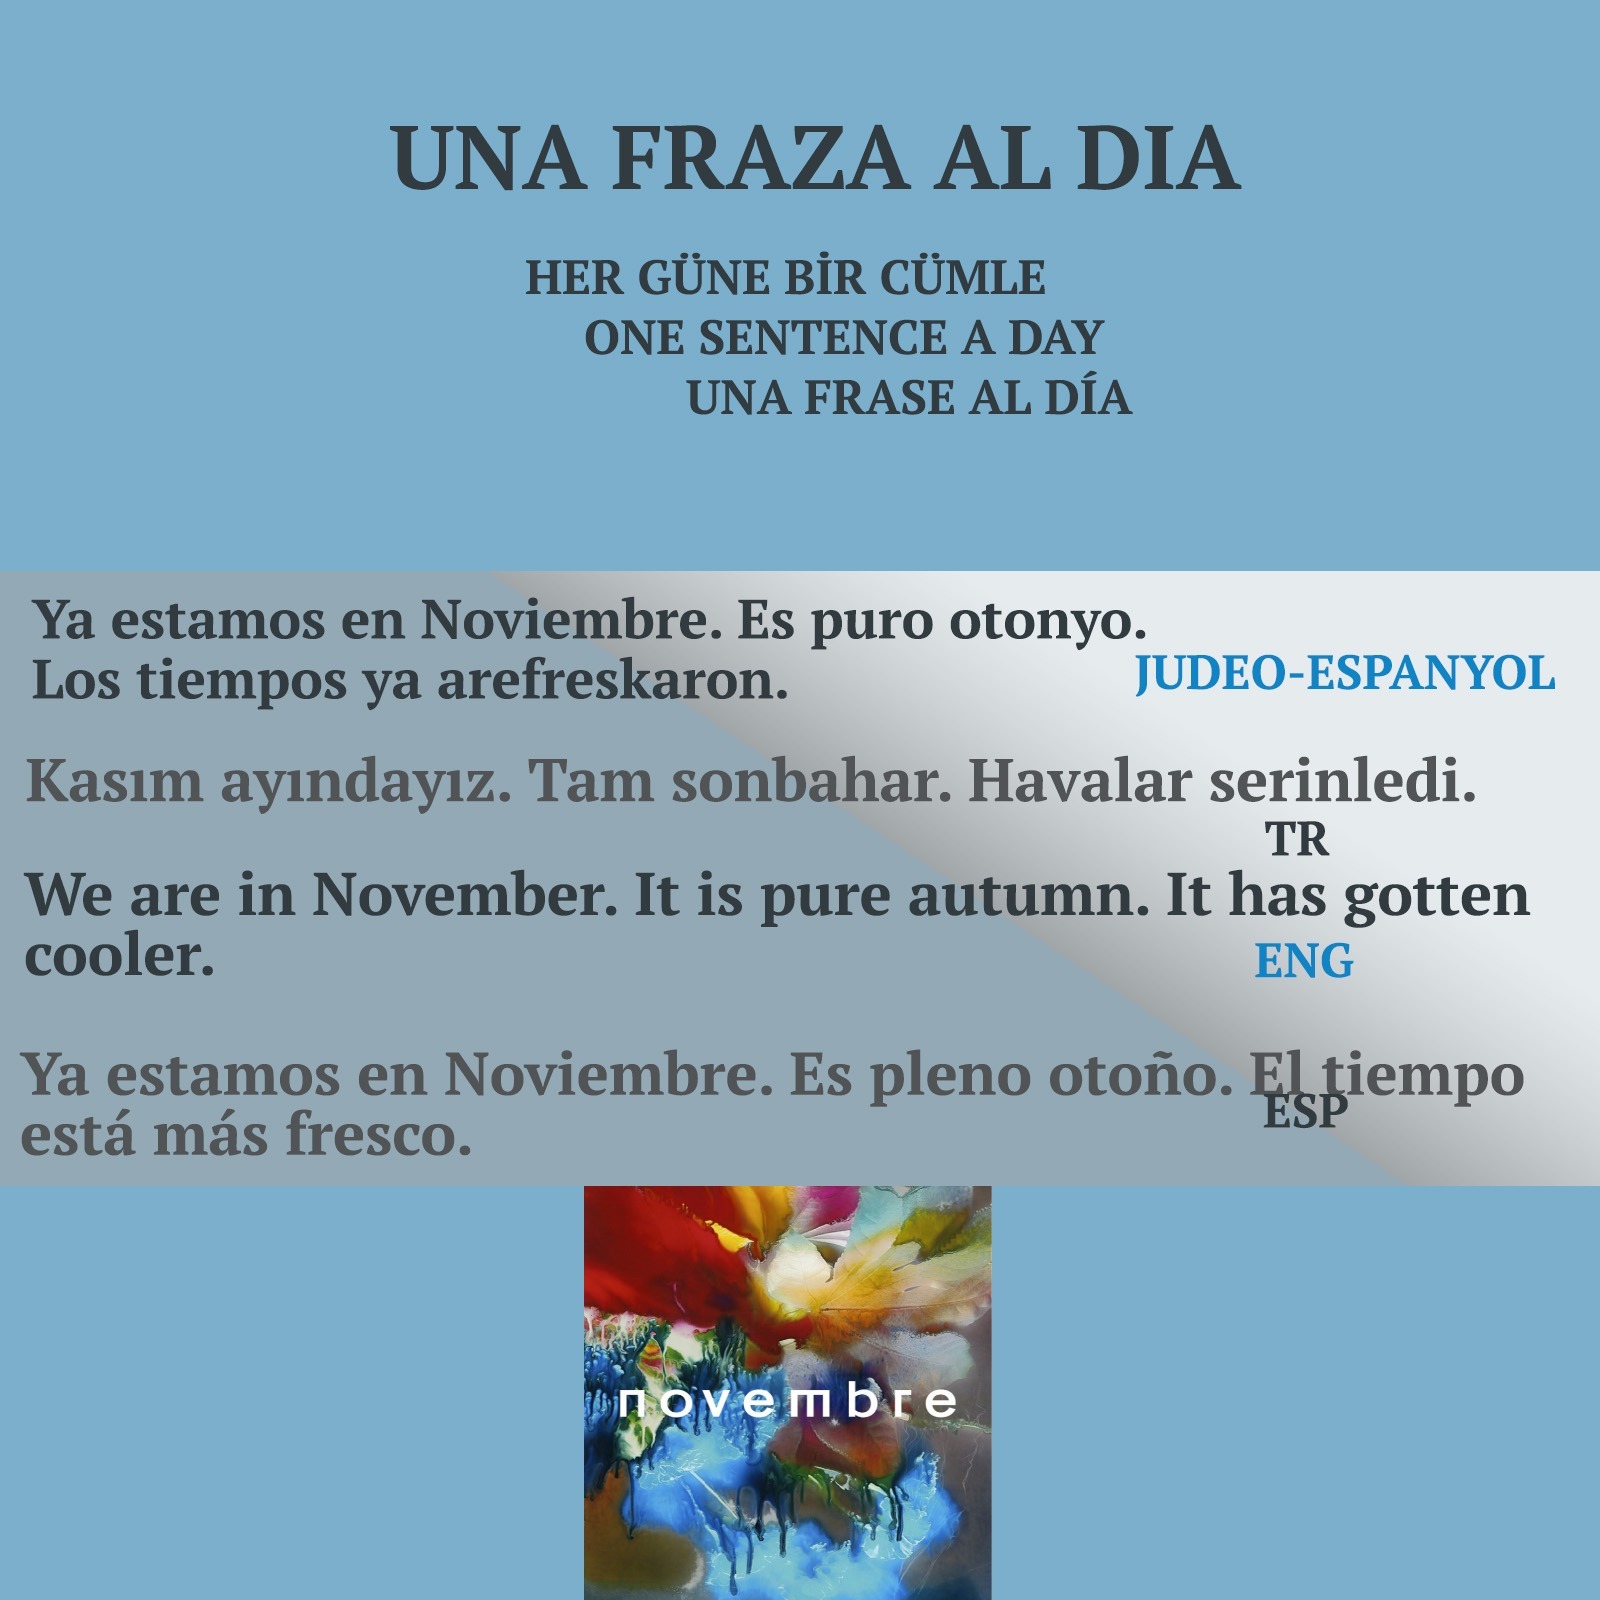 UNA FRAZA AL DIA
HER GÜNE BİR CÜMLE
ONE SENTENCE A DAY
UNA FRASE AL DÍA
Ya estamos en Noviembre. Es puro otonyo.
Los tiempos ya arefreskaron.
JUDEO-ESPANYOL
Kasım ayındayız. Tam sonbahar. Havalar serinledi.
TR
We are in November. It is pure autumn. It has gotten
cooler.
ENG
Ya estamos en Noviembre. Es pleno otoño. El tiempo
está más fresco.
ESP
novembre